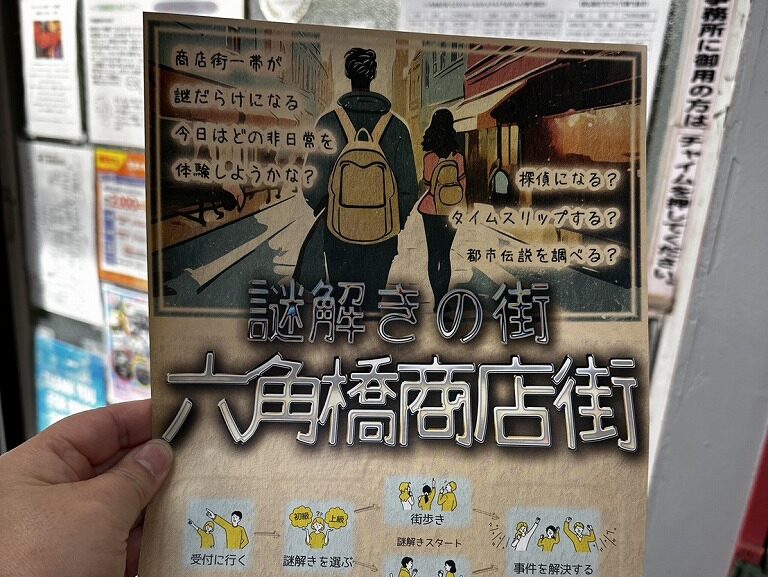 商店街一帯が
謎だらけになる
今日はどの非日常を
体験しようかな?
探偵になる?
タイムスリップする?
都市伝説を調べる?
謎解きの街
六角橋商店街
受付に行く
初級
上級
謎解きを選ぶ
街歩き
謎解きスタート
事件を解決する
事務所に御用の方は
チャイムを押してください。